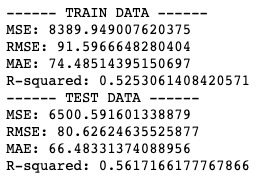 ------ TRAIN DATA ------
MSE: 8389.949007620375
RMSE: 91.5966648280404
MAE: 74.48514395150697
R-squared: 0.5253061408420571
------ TEST DATA ------
MSE: 6500.591601338879
RMSE: 80.62624635525877
MAE: 66.48331374088956
R-squared: 0.5617166177767866